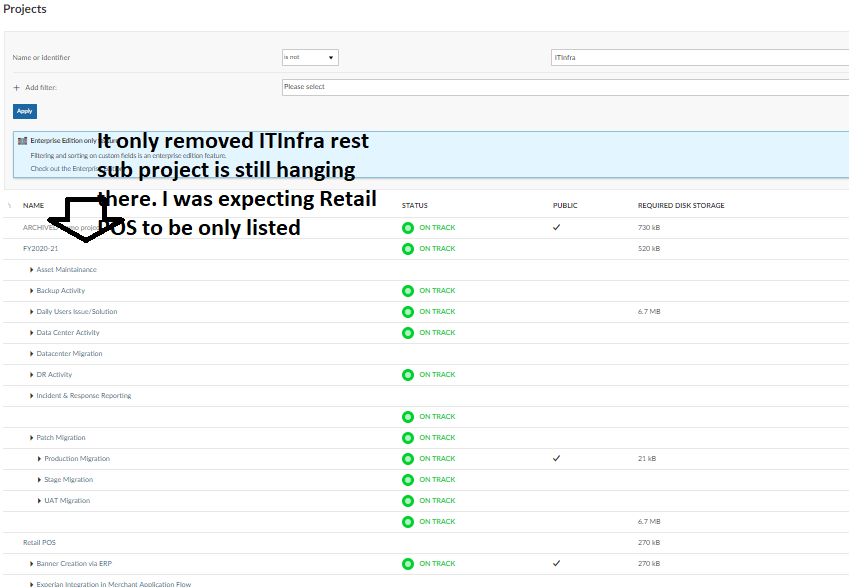 Projects
Name or identifier is not ITInfra
+ Add filter: Please select
Apply
Enterprise Edition only
Filtering and sorting on custom fields is an enterprise edition feature.
Check out the
It only removed ITInfra rest
sub project is still hanging
there. I was expecting Retail
POS to be only listed
NAME STATUS PUBLIC REQUIRED DISK STORAGE
ARCHIVED ON TRACK 730 kB
FY2020-21 ON TRACK 520 kB
Asset Maintainance
Backup Activity ON TRACK
Daily Users Issue/Solution ON TRACK 6.7 MB
Data Center Activity ON TRACK
Datacenter Migration
DR Activity ON TRACK
Incident & Response Reporting
ON TRACK
Patch Migration ON TRACK
Production Migration ON TRACK 21 kB
Stage Migration ON TRACK
UAT Migration ON TRACK
ON TRACK 6.7 MB
Retail POS 270 kB
Banner Creation via ERP ON TRACK 270 kB
Experian Integration in Merchant Application Flow